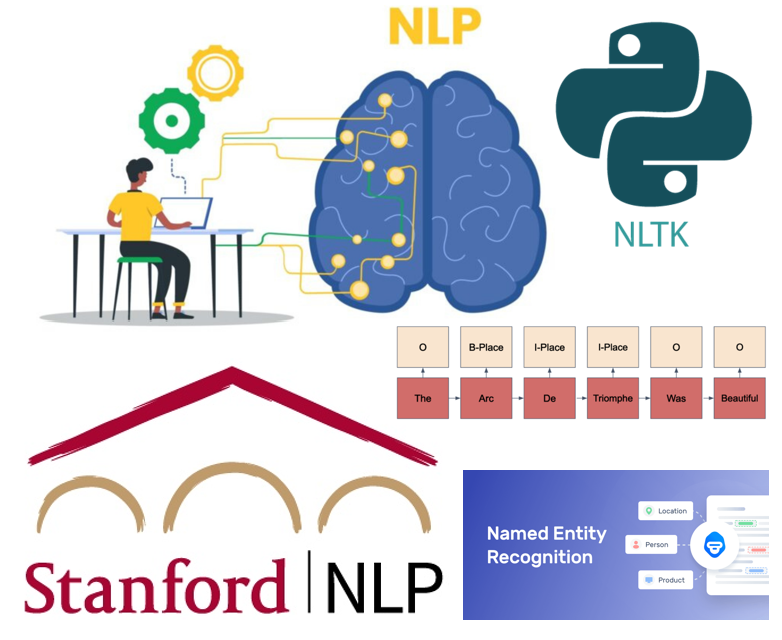 NLP
NLTK
O B-Place I-Place I-Place O O
The Arc De Triomphe Was Beautiful
Stanford NLP
Named Entity
Recognition
Location
Person
Product